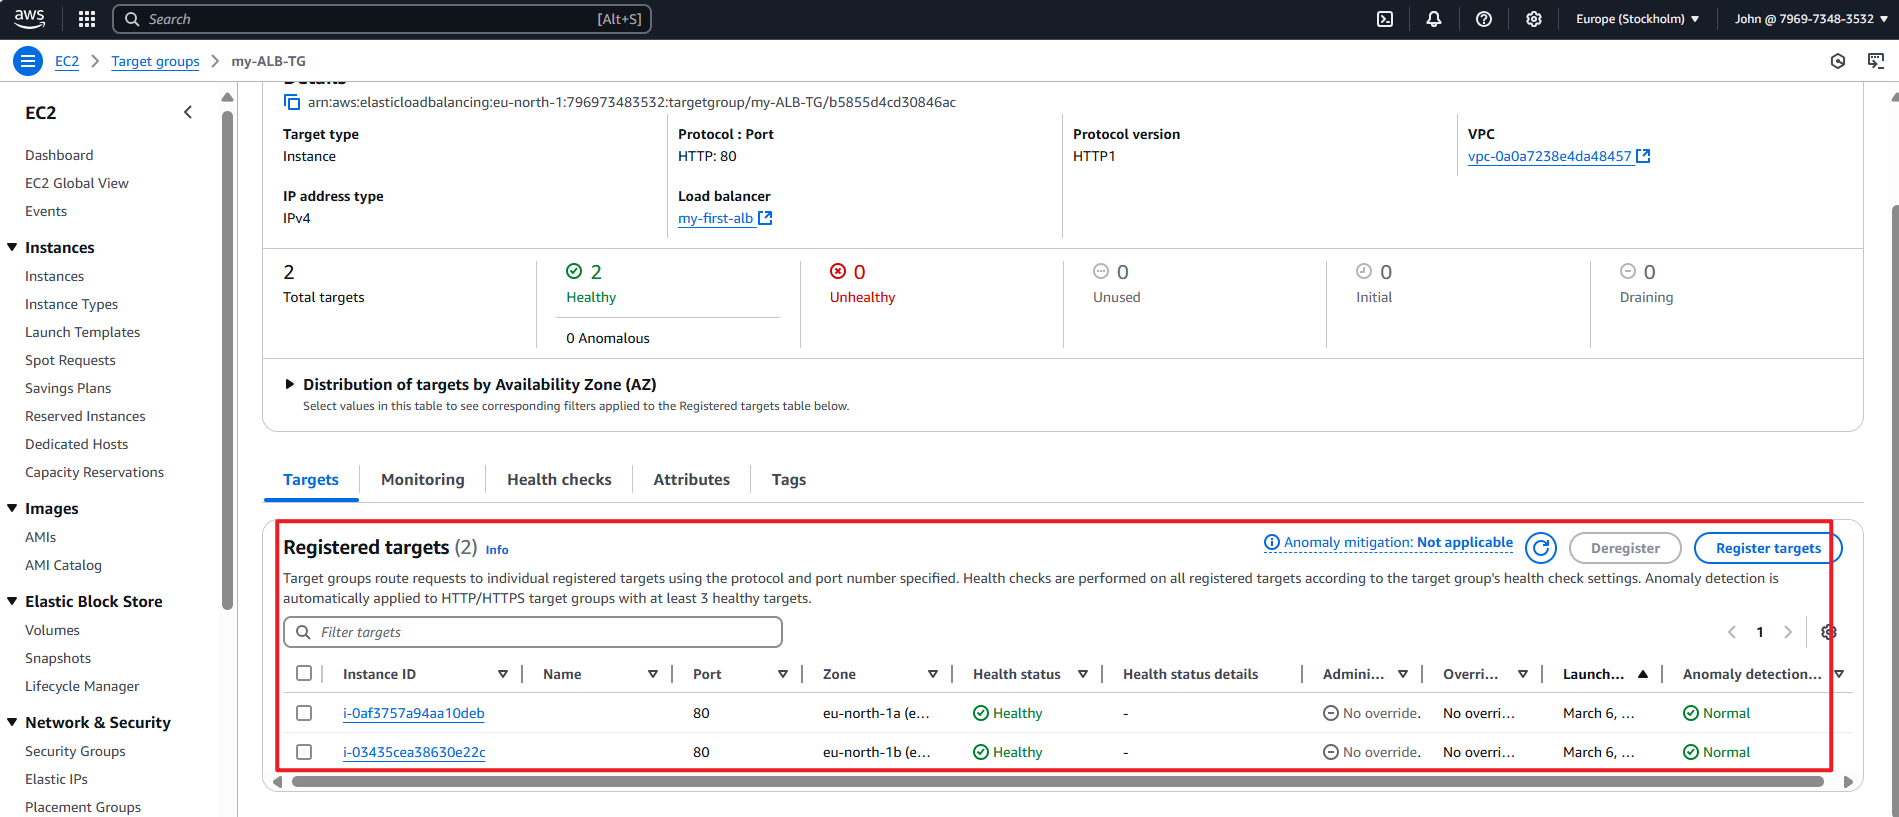 aws
Search
[Alt+S]
Europe (Stockholm)
John @ 7969-7348-3532
EC2
Target groups
my-ALB-TG
EC2
Dashboard
EC2 Global View
Events
Instances
Instances
Instance Types
Launch Templates
Spot Requests
Savings Plans
Reserved Instances
Dedicated Hosts
Capacity Reservations
Images
AMIs
AMI Catalog
Elastic Block Store
Volumes
Snapshots
Lifecycle Manager
Network & Security
Security Groups
Elastic IPs
Placement Groups
Details
arn:aws:elasticloadbalancing:eu-north-1:796973483532:targetgroup/my-ALB-TG/b5855d4cd30846ac
Target type
Instance
Protocol : Port
HTTP: 80
Protocol version
HTTP1
VPC
vpc-0a0a7238e4da48457
IP address type
IPv4
Load balancer
my-first-alb
2
Total targets
2
Healthy
0 Anomalous
0
Unhealthy
0
Unused
0
Initial
0
Draining
Distribution of targets by Availability Zone (AZ)
Select values in this table to see corresponding filters applied to the Registered targets table below.
Targets
Monitoring
Health checks
Attributes
Tags
Registered targets (2) Info
Anomaly mitigation: Not applicable
Deregister
Register targets
Target groups route requests to individual registered targets using the protocol and port number specified. Health checks are performed on all registered targets according to the target group's health check settings. Anomaly detection is
automatically applied to HTTP/HTTPS target groups with at least 3 healthy targets.
Filter targets
1
Instance ID Name Port Zone Health status Health status details Admini... Overri... Launch... Anomaly detection...
i-0af3757a94aa10deb 80 eu-north-1a (e... Healthy - No override. No overri... March 6, ... Normal
i-03435cea38630e22c 80 eu-north-1b (e... Healthy - No override. No overri... March 6, ... Normal